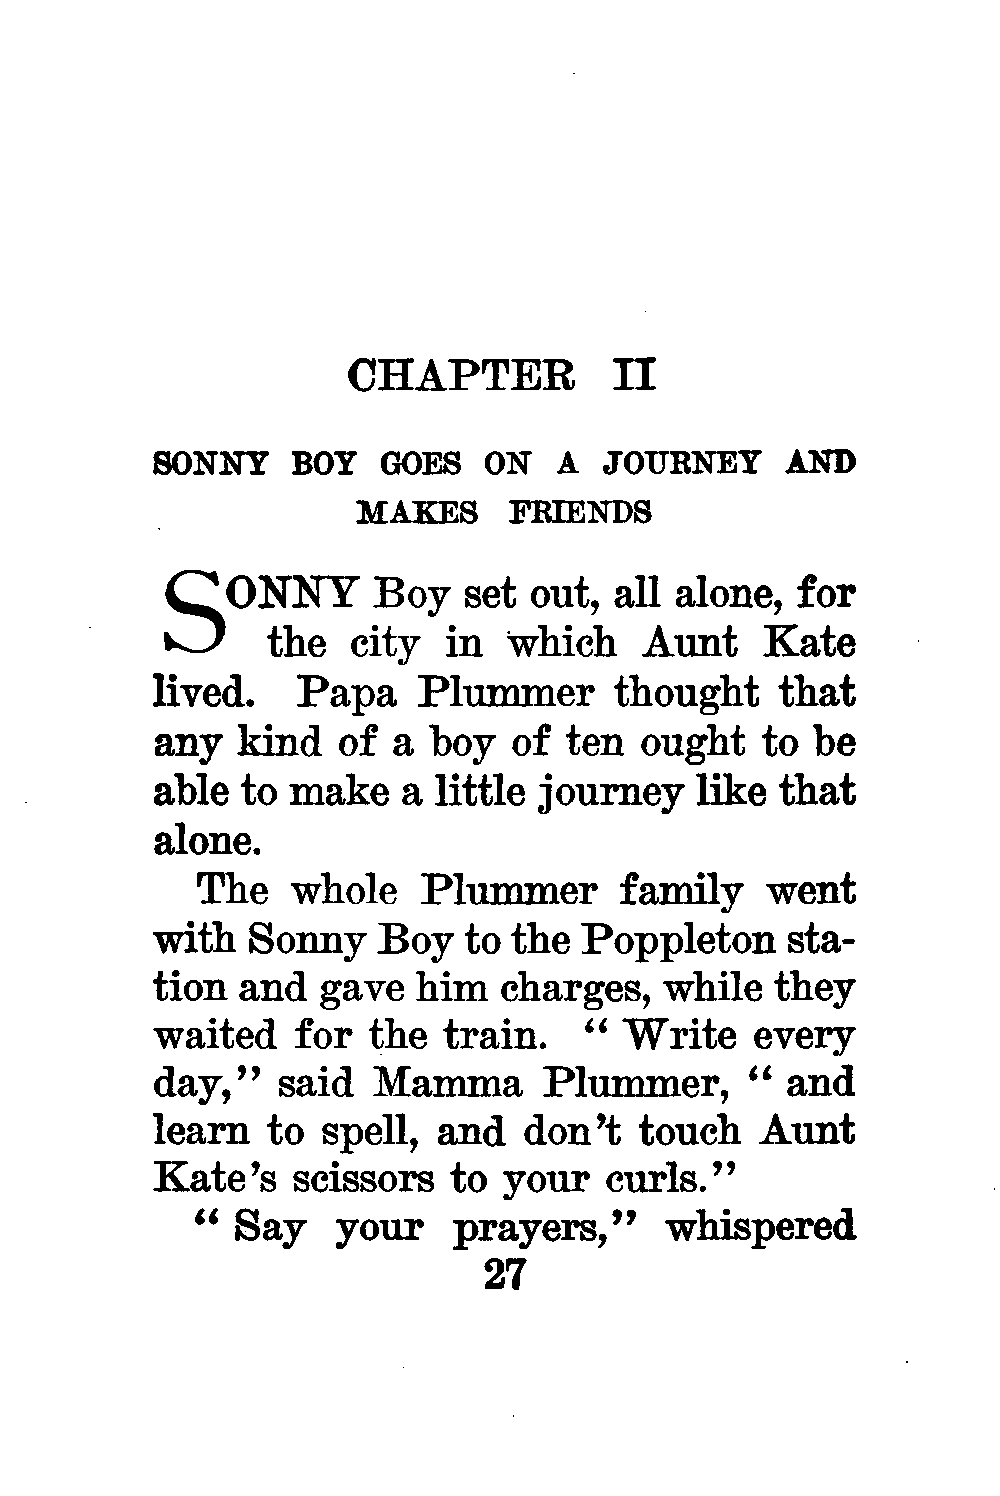 CHAPTER II
SONNY BOY GOES ON A JOURNEY AND
MAKES FRIENDS
SONNY Boy set out, all alone, for
the city in which Aunt Kate
lived. Papa Plummer thought that
any kind of a boy of ten ought to be
able to make a little journey like that
alone.
The whole Plummer family went
with Sonny Boy to the Poppleton sta-
tion and gave him charges, while they
waited for the train. “ Write every
day,” said Mamma Plummer, “ and
learn to spell, and don’t touch Aunt
Kate’s scissors to your curls.”
“ Say your prayers,” whispered
27